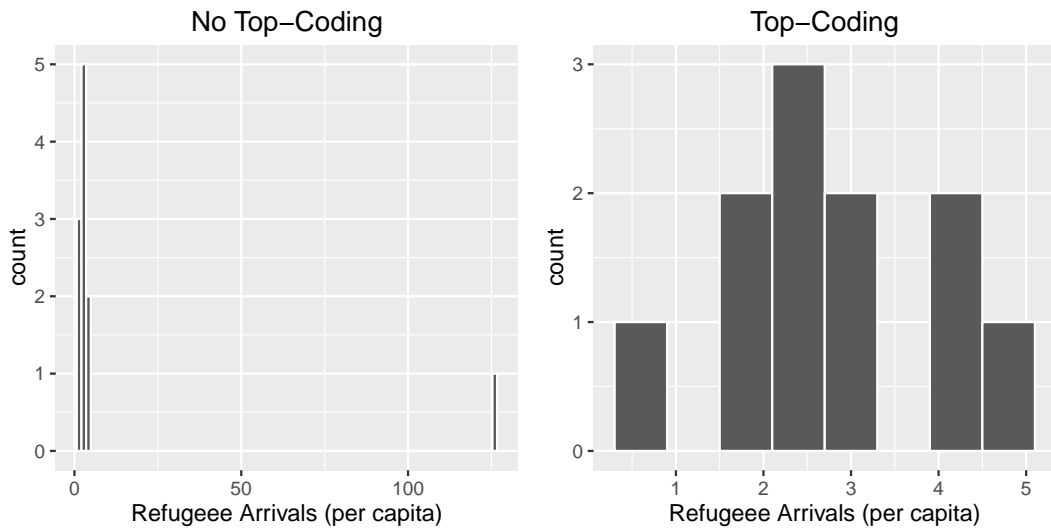 No Top−Coding
5
4
3
2
1
0
count
0 50 100
Refugeee Arrivals (per capita)
Top−Coding
3
2
1
0
count
1 2 3 4 5
Refugeee Arrivals (per capita)